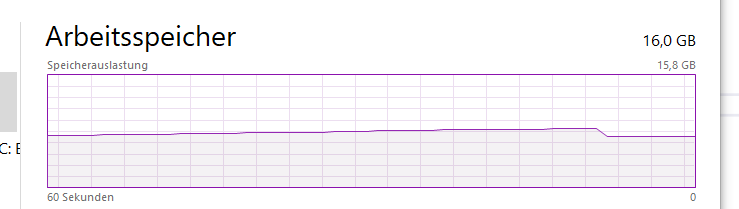 Arbeitsspeicher
16,0 GB
Speicherauslastung
15,8 GB
C: E
60 Sekunden
0